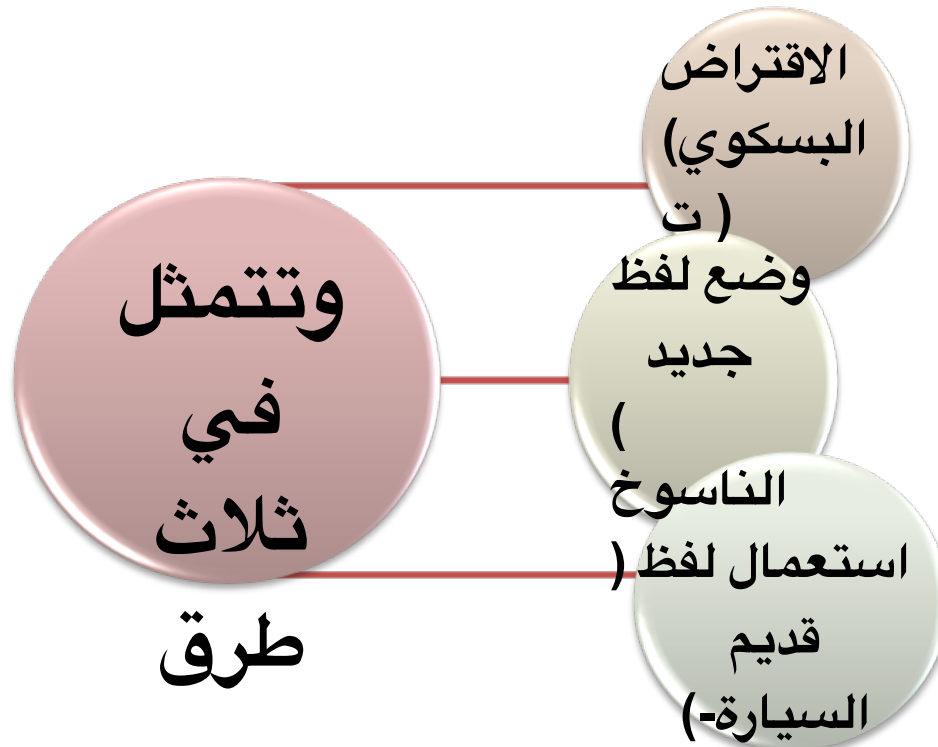 وتتمثل
في
ثلاث
طرق
الاقتراض
(البسكوي
ت )
وضع لفظ
جديد
(
الناسوخ
)
استعمال لفظ
قديم
(السيارة-